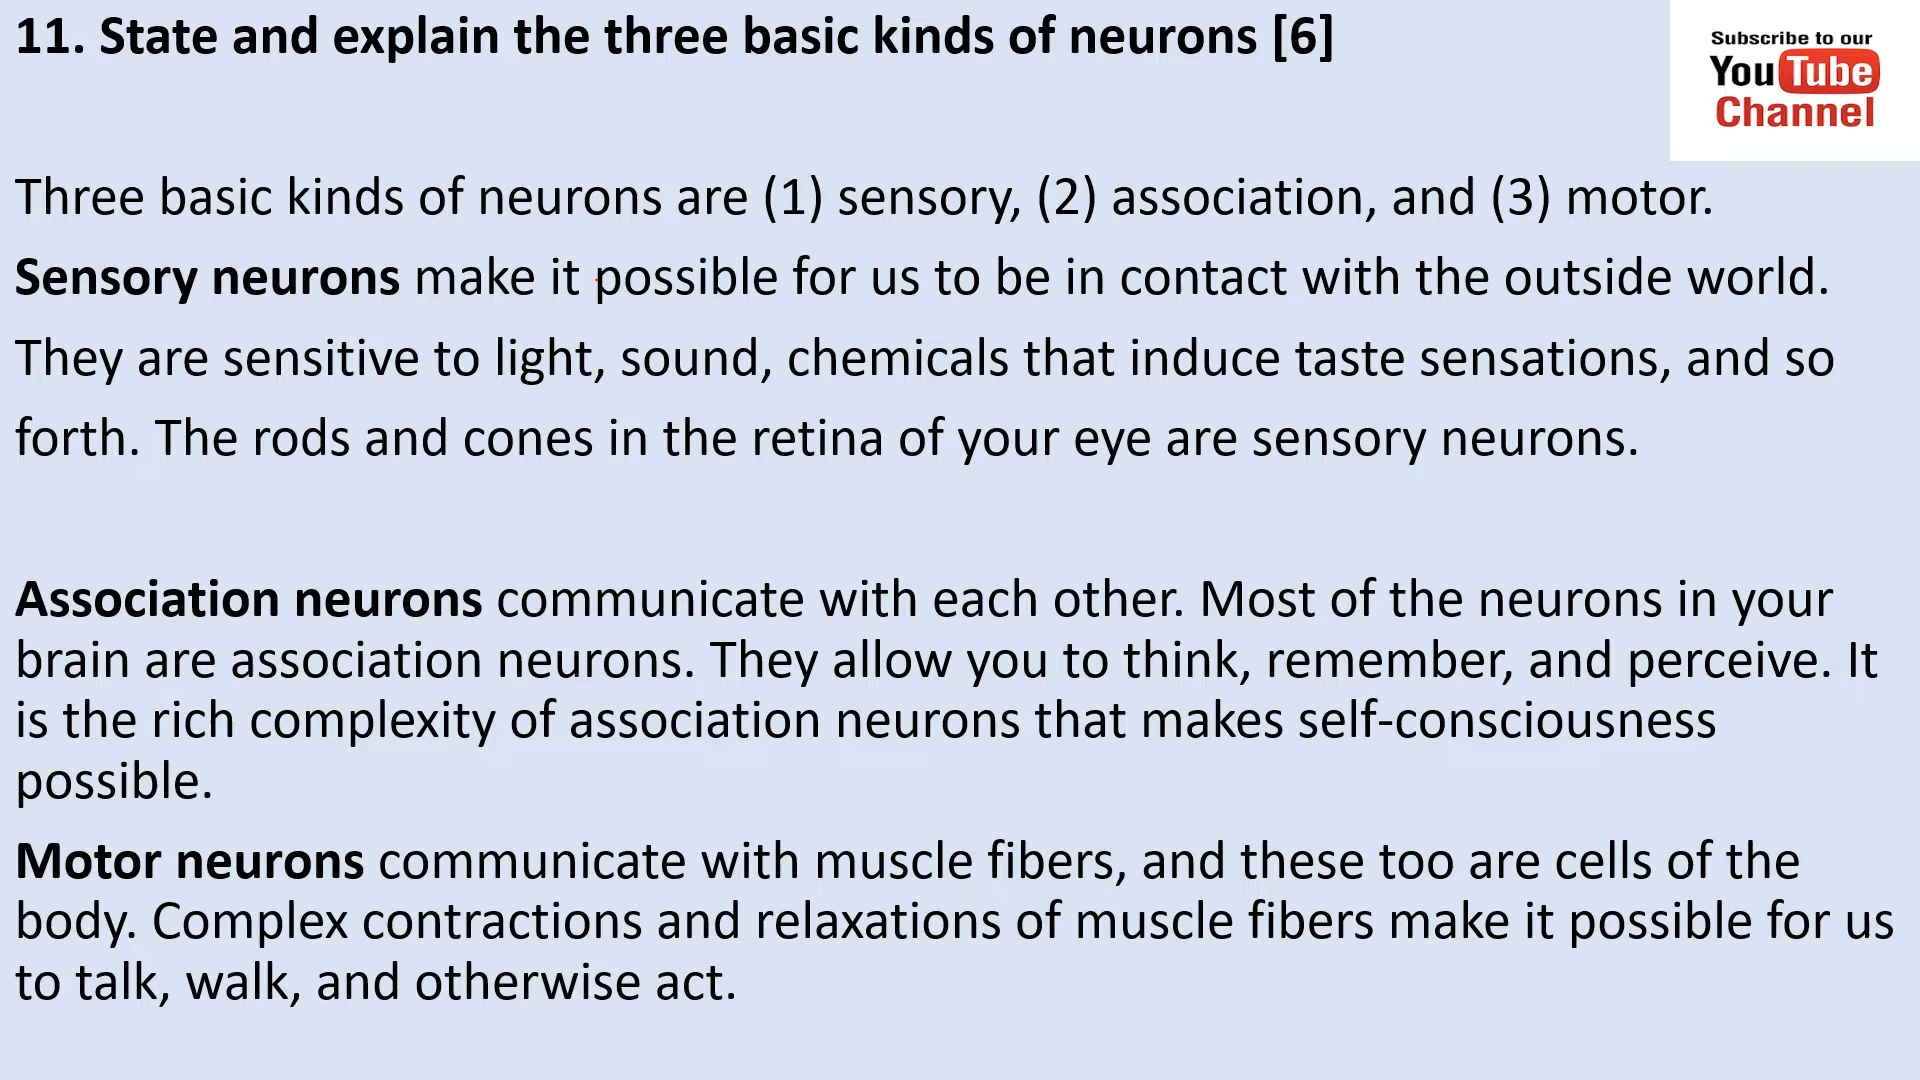 11. State and explain the three basic kinds of neurons [6]
Subscribe to our
YouTube
Channel
Three basic kinds of neurons are (1) sensory, (2) association, and (3) motor.
Sensory neurons make it possible for us to be in contact with the outside world.
They are sensitive to light, sound, chemicals that induce taste sensations, and so
forth. The rods and cones in the retina of your eye are sensory neurons.
Association neurons communicate with each other. Most of the neurons in your
brain are association neurons. They allow you to think, remember, and perceive. It
is the rich complexity of association neurons that makes self-consciousness
possible.
Motor neurons communicate with muscle fibers, and these too are cells of the
body. Complex contractions and relaxations of muscle fibers make it possible for us
to talk, walk, and otherwise act.